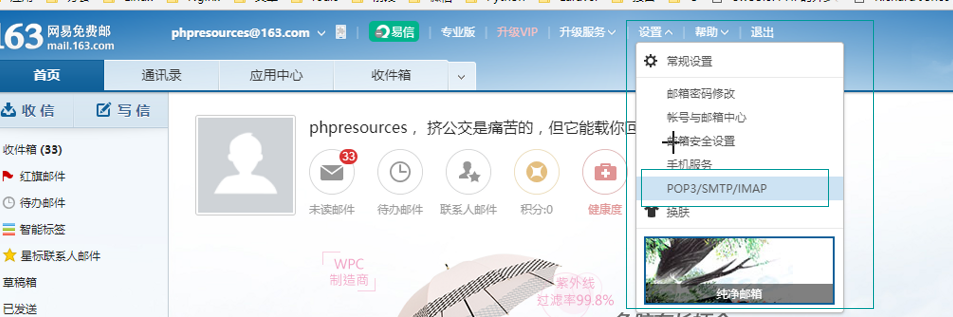 163 网易免费邮
mail.163.com
phpresources@163.com
易信
专业版
升级VIP
升级服务
设置
帮助
退出
首页
通讯录
应用中心
收件箱
收信
写信
常规设置
邮箱密码修改
帐号与邮箱中心
邮箱安全设置
手机服务
POP3/SMTP/IMAP
换肤
纯净邮箱
phpresources，挤公交是痛苦的，但它能载你回
33
未读邮件
待办邮件
联系人邮件
积分:0
健康度
收件箱 (33)
红旗邮件
待办邮件
智能标签
星标联系人邮件
草稿箱
已发送
WPC
制造商
紫外线
过滤率99.8%